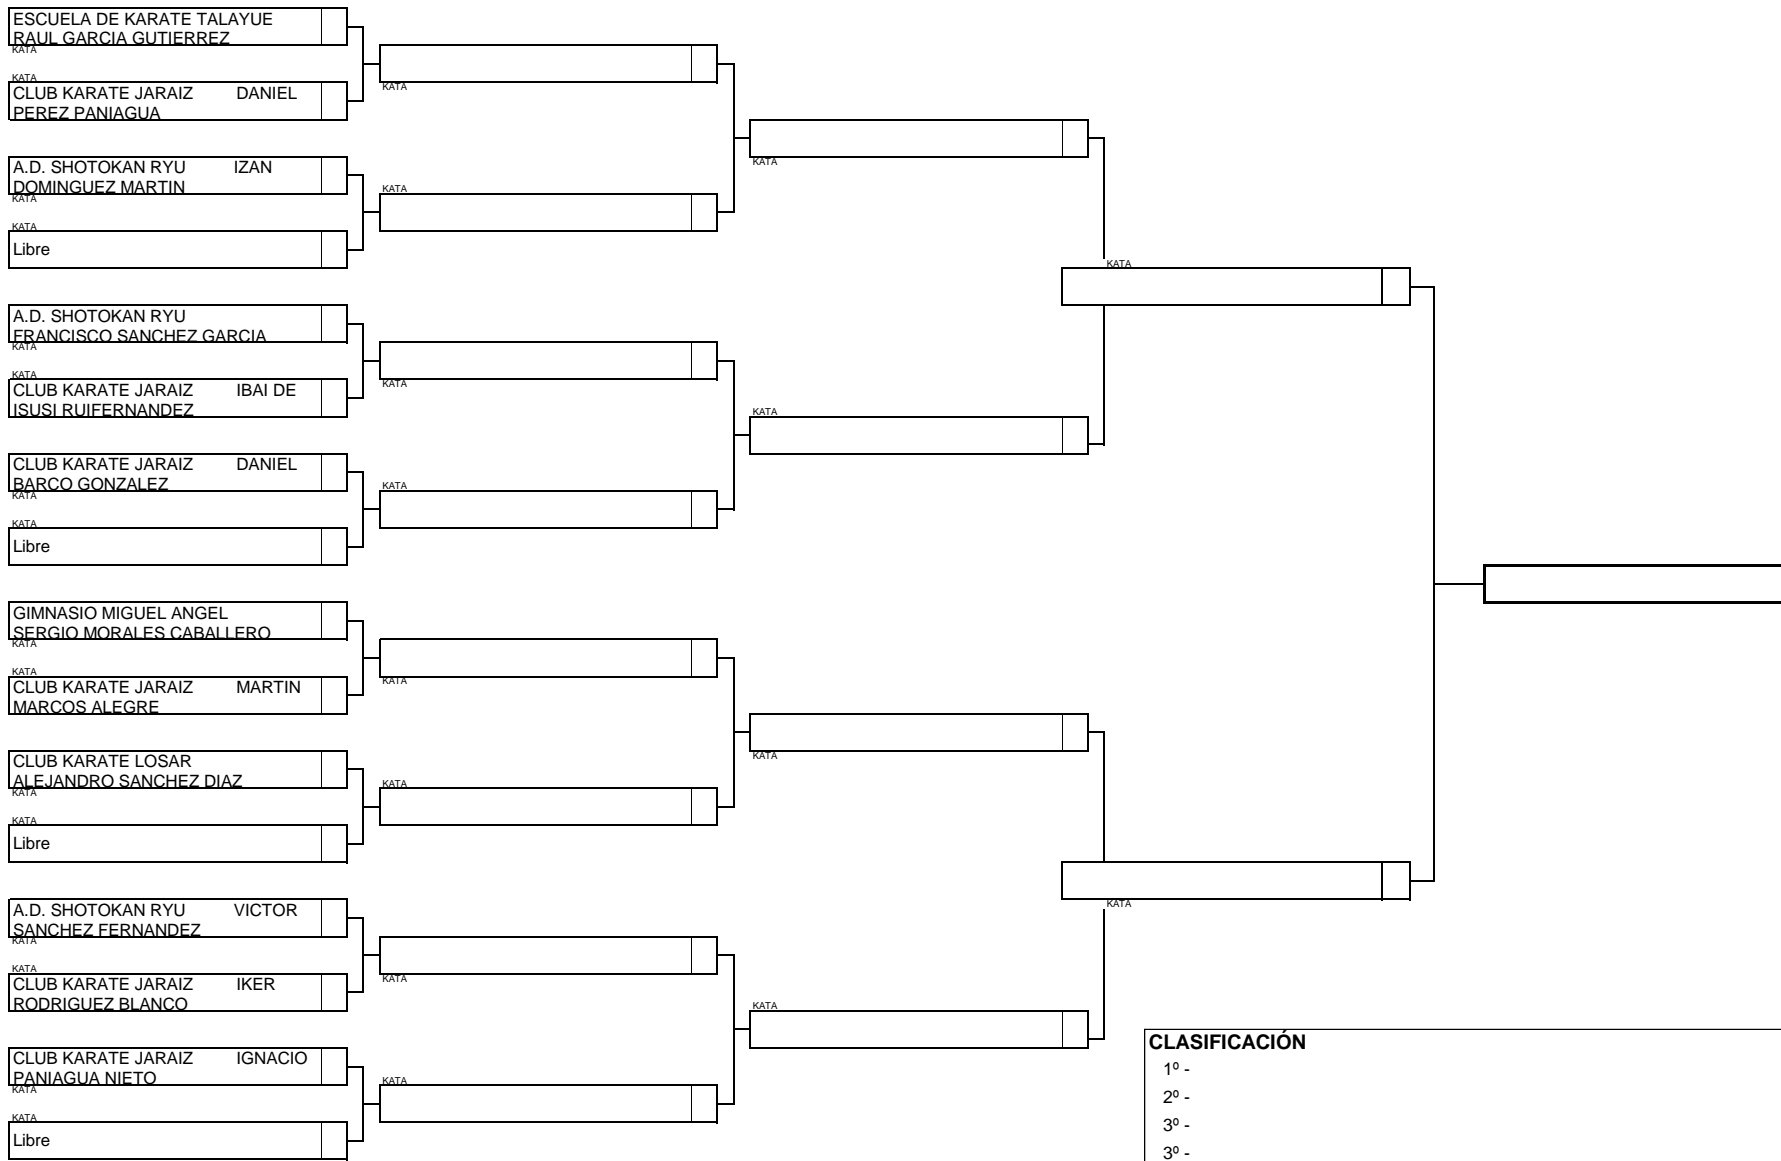 ESCUELA DE KARATE TALAYUE
RAUL GARCIA GUTIERREZ
KATA
KATA
CLUB KARATE JARAIZ DANIEL
PEREZ PANIAGUA
A.D. SHOTOKAN RYU IZAN
DOMINGUEZ MARTIN
KATA
KATA
Libre
A.D. SHOTOKAN RYU
FRANCISCO SANCHEZ GARCIA
KATA
KATA
CLUB KARATE JARAIZ IBAI DE
ISUSI RUIFERNANDEZ
CLUB KARATE JARAIZ DANIEL
BARCO GONZALEZ
KATA
KATA
Libre
GIMNASIO MIGUEL ANGEL
SERGIO MORALES CABALLERO
KATA
KATA
CLUB KARATE JARAIZ MARTIN
MARCOS ALEGRE
CLUB KARATE LOSAR
ALEJANDRO SANCHEZ DIAZ
KATA
KATA
Libre
A.D. SHOTOKAN RYU VICTOR
SANCHEZ FERNANDEZ
KATA
KATA
CLUB KARATE JARAIZ IKER
RODRIGUEZ BLANCO
CLUB KARATE JARAIZ IGNACIO
PANIAGUA NIETO
KATA
KATA
Libre
KATA
KATA
KATA
KATA
KATA
KATA
KATA
KATA
KATA
KATA
KATA
KATA
KATA
KATA
CLASIFICACIÓN
1º -
2º -
3º -
3º -